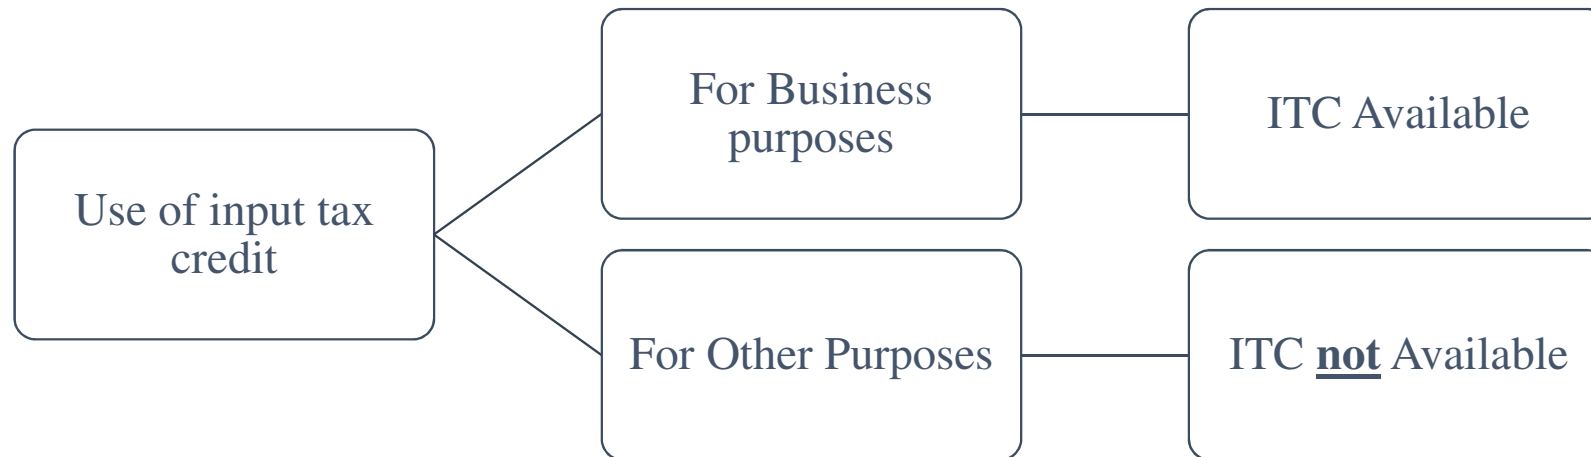 For Business
purposes
ITC Available
Use of input tax
credit
For Other Purposes
ITC not Available